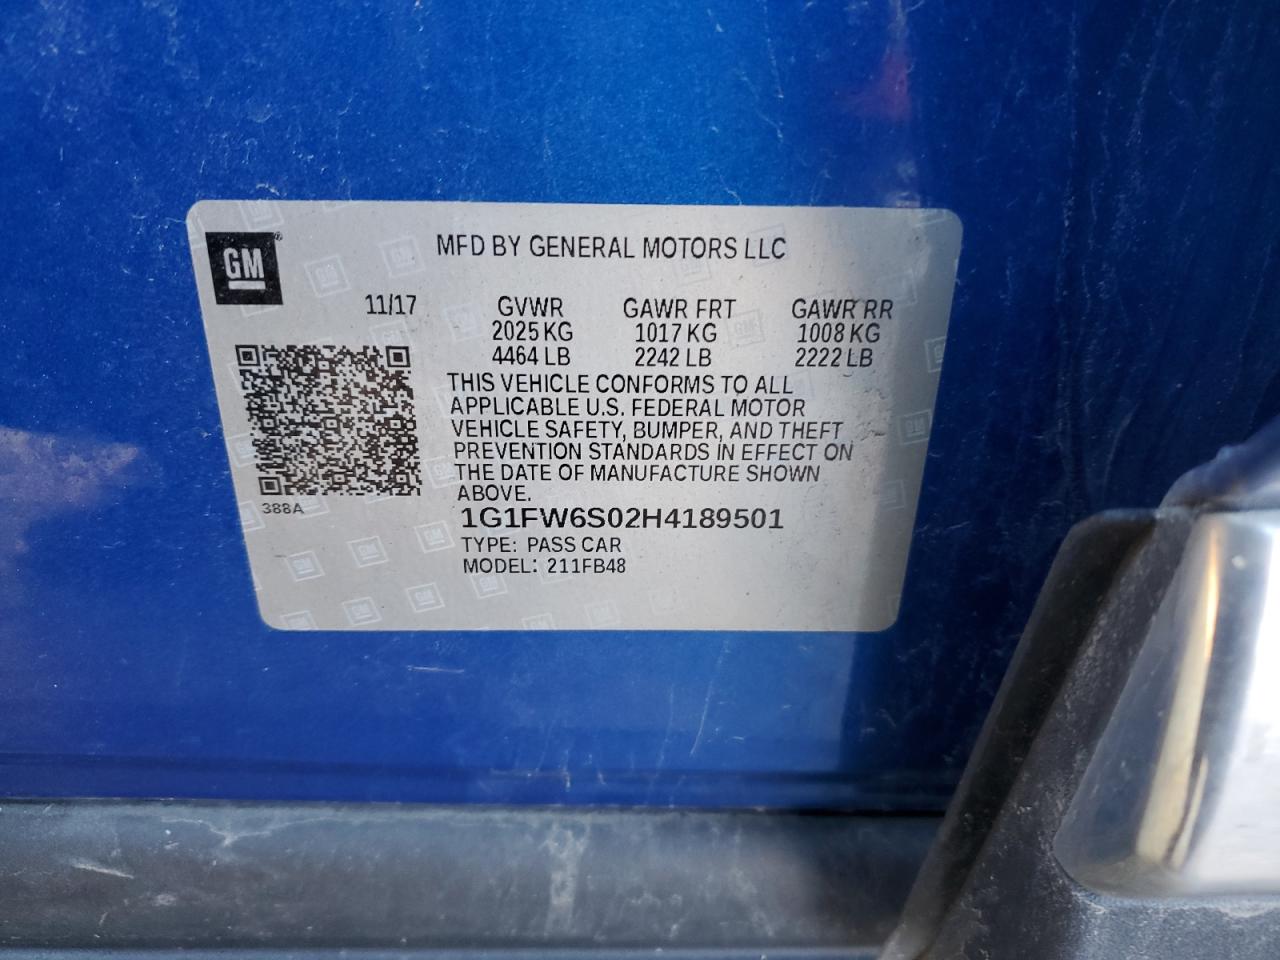 GM
MFD BY GENERAL MOTORS LLC
11/17 GVWR GAWR FRT GAWR RR
2025 KG 1017 KG 1008 KG
4464 LB 2242 LB 2222 LB
THIS VEHICLE CONFORMS TO ALL
APPLICABLE U.S. FEDERAL MOTOR
VEHICLE SAFETY, BUMPER, AND THEFT
PREVENTION STANDARDS IN EFFECT ON
THE DATE OF MANUFACTURE SHOWN
ABOVE.
388A
1G1FW6S02H4189501
TYPE: PASS CAR
MODEL: 211FB48